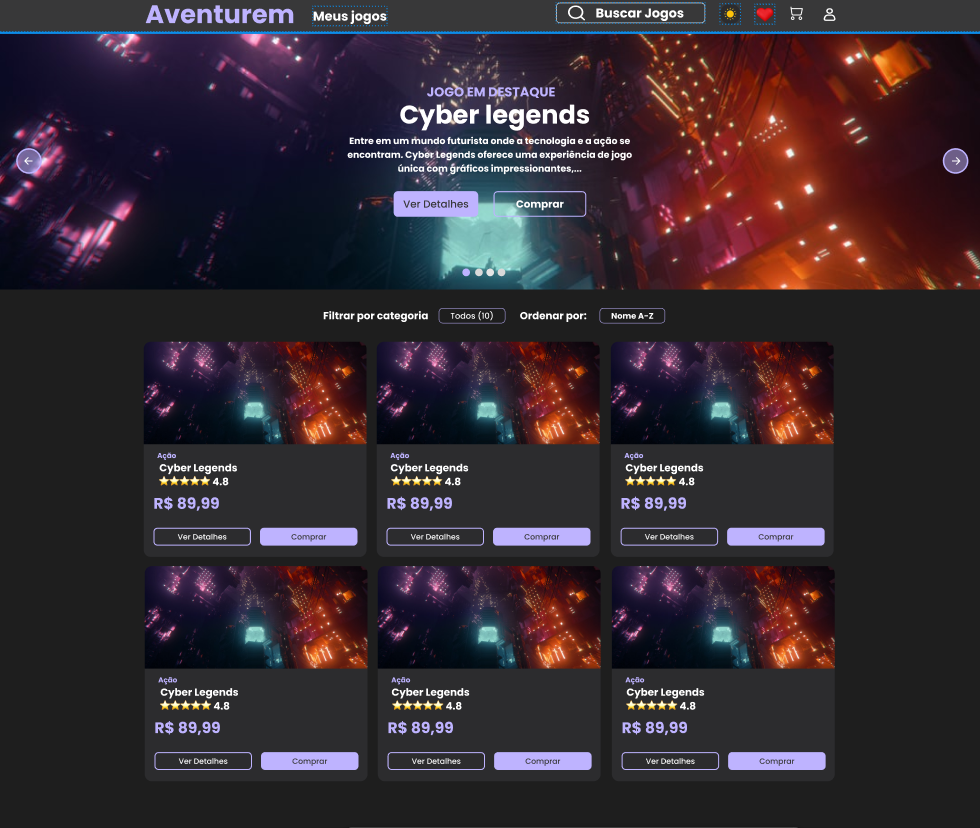 Aventurem
Meus jogos
Buscar Jogos
JOGO EM DESTAQUE
Cyber legends
Entre em um mundo futurista onde a tecnologia e a ação se
encontram. Cyber Legends oferece uma experiência de jogo
única com gráficos impressionantes,...
Ver Detalhes
Comprar
Filtrar por categoria
Todos (10)
Ordenar por:
Nome A-Z
Ação
Cyber Legends
4.8
R$ 89,99
Ver Detalhes
Comprar
Ação
Cyber Legends
4.8
R$ 89,99
Ver Detalhes
Comprar
Ação
Cyber Legends
4.8
R$ 89,99
Ver Detalhes
Comprar
Ação
Cyber Legends
4.8
R$ 89,99
Ver Detalhes
Comprar
Ação
Cyber Legends
4.8
R$ 89,99
Ver Detalhes
Comprar
Ação
Cyber Legends
4.8
R$ 89,99
Ver Detalhes
Comprar